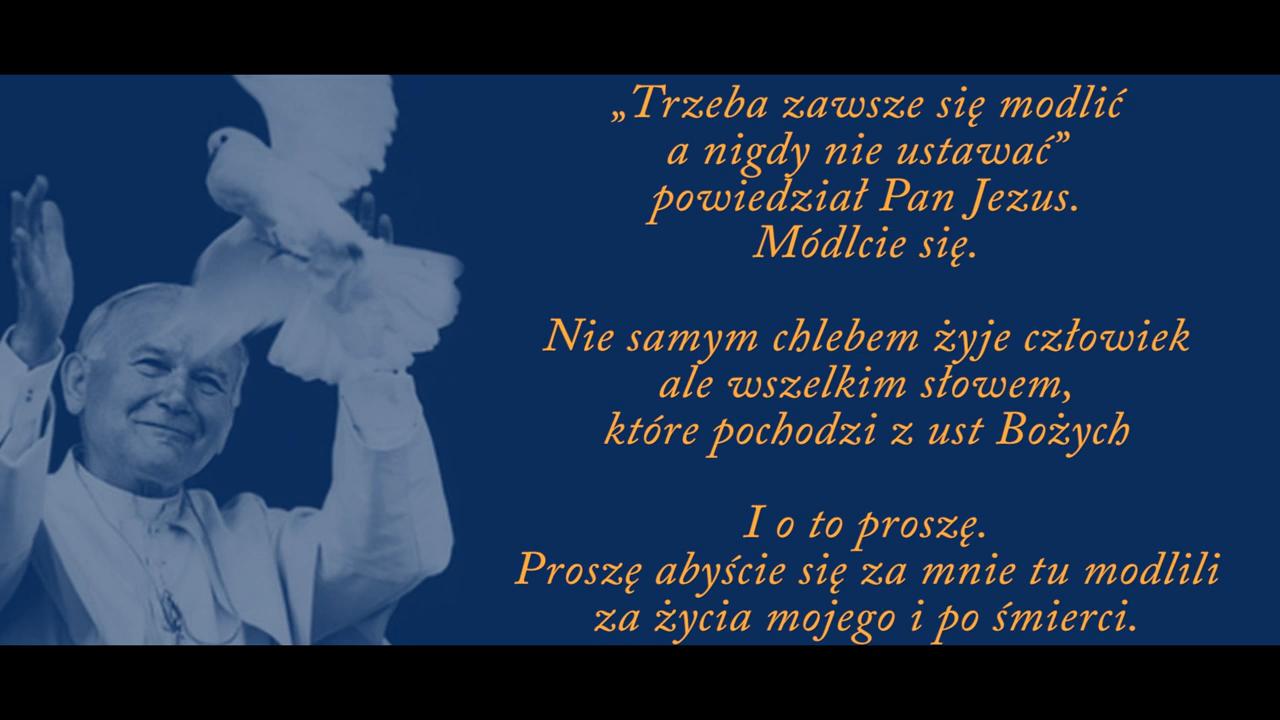 „Trzeba zawsze się modlić
a nigdy nie ustawać”
powiedział Pan Jezus.
Módlcie się.
Nie samym chlebem żyje człowiek
ale wszelkim słowem,
które pochodzi z ust Bożych
I o to proszę.
Proszę abyście się za mnie tu modlili
za życia mojego i po śmierci.